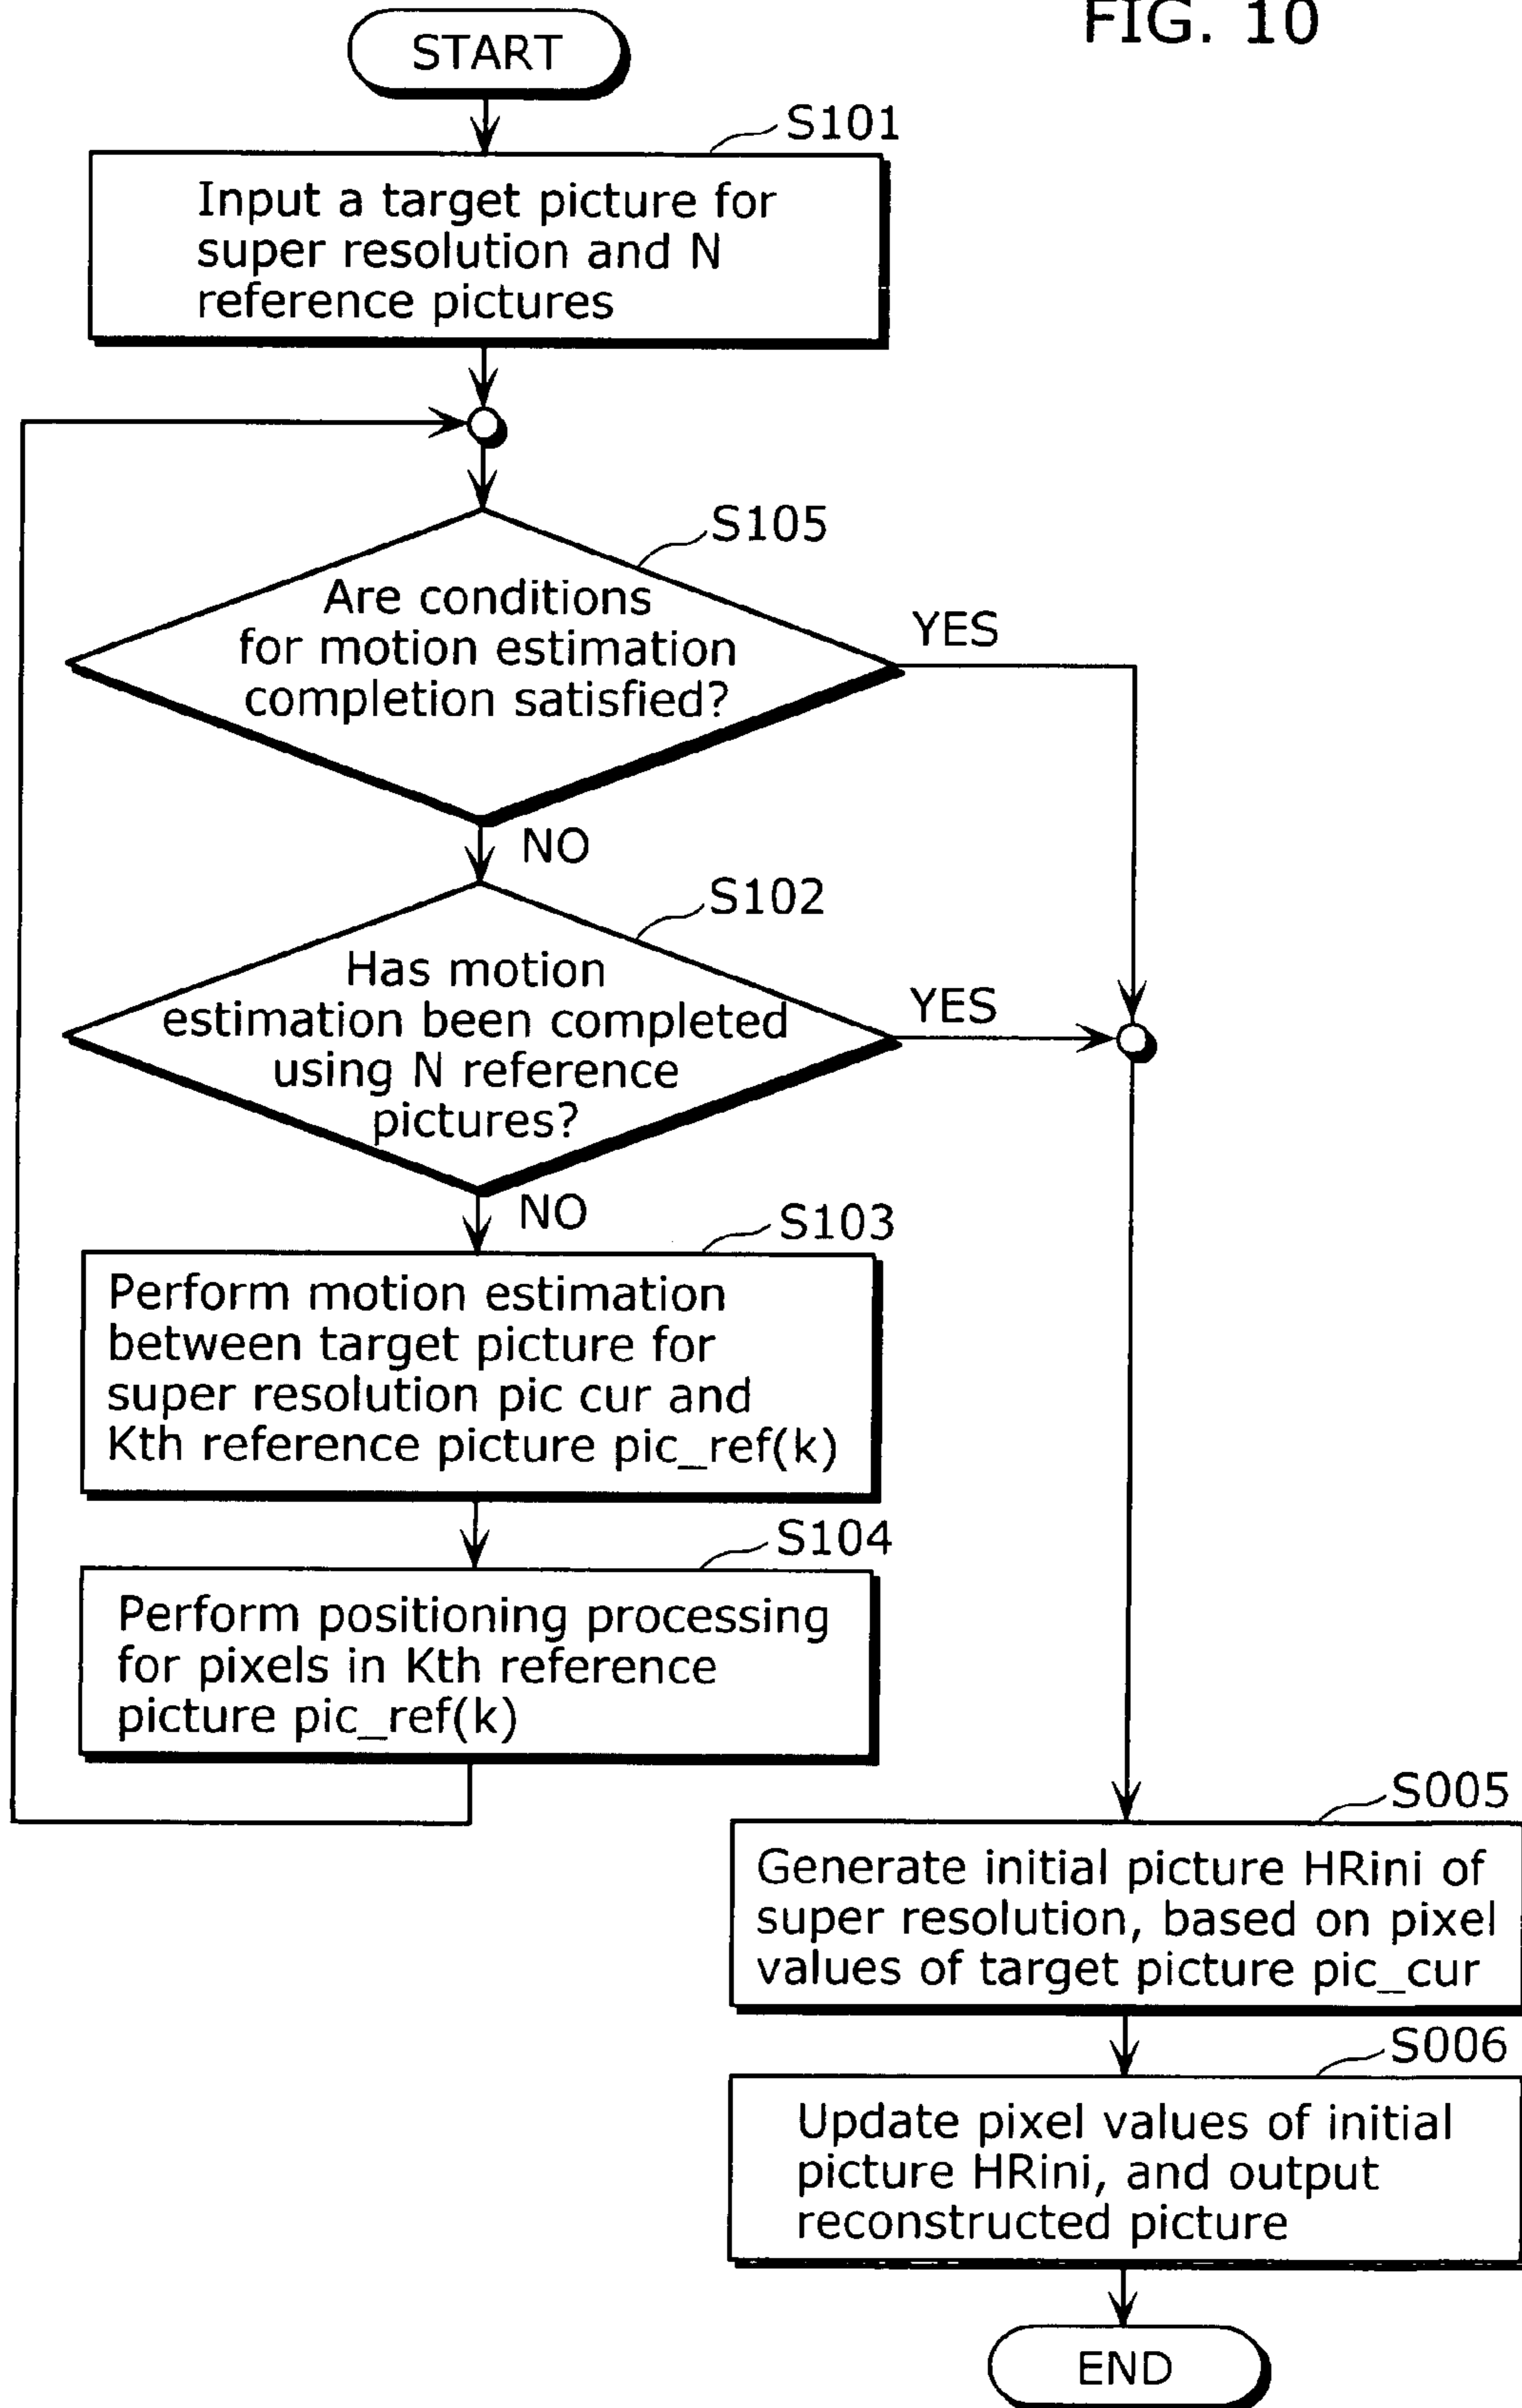 FIG. 10
START
S101
Input a target picture for
super resolution and N
reference pictures
S105
Are conditions
for motion estimation
completion satisfied?
YES
NO
S102
Has motion
estimation been completed
using N reference
pictures?
YES
NO
S103
Perform motion estimation
between target picture for
super resolution pic cur and
Kth reference picture pic_ref(k)
S104
Perform positioning processing
for pixels in Kth reference
picture pic_ref(k)
S005
Generate initial picture HRini of
super resolution, based on pixel
values of target picture pic_cur
S006
Update pixel values of initial
picture HRini, and output
reconstructed picture
END